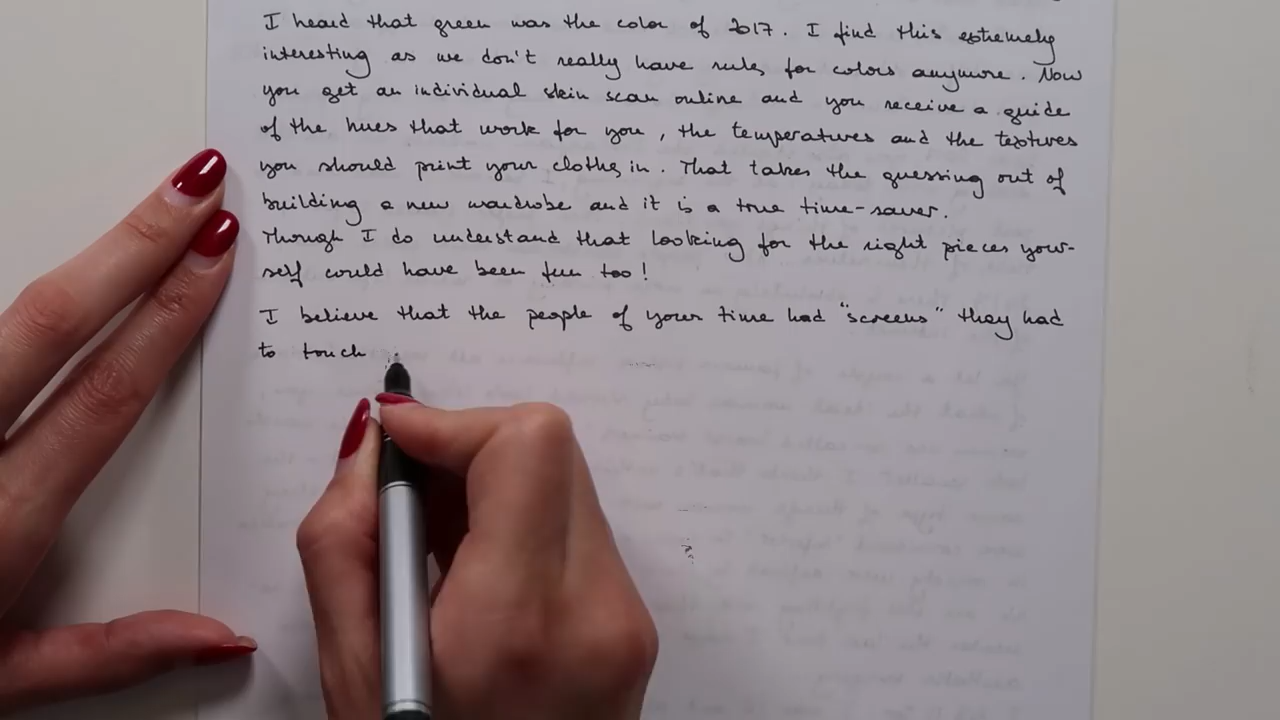 I heard that green was the color of 2017. I find this extremely
interesting as we don't really have rules for colors anymore. Now
you get an individual skin scan online and you receive a guide
of the hues that work for you, the temperatures and the textures
you should print your clothes in. That takes the guessing out of
building a new wardrobe and it is a true time-saver.
Though I do understand that looking for the right pieces your-
self could have been fun too!
I believe that the people of your time had "screens" they had
to touch